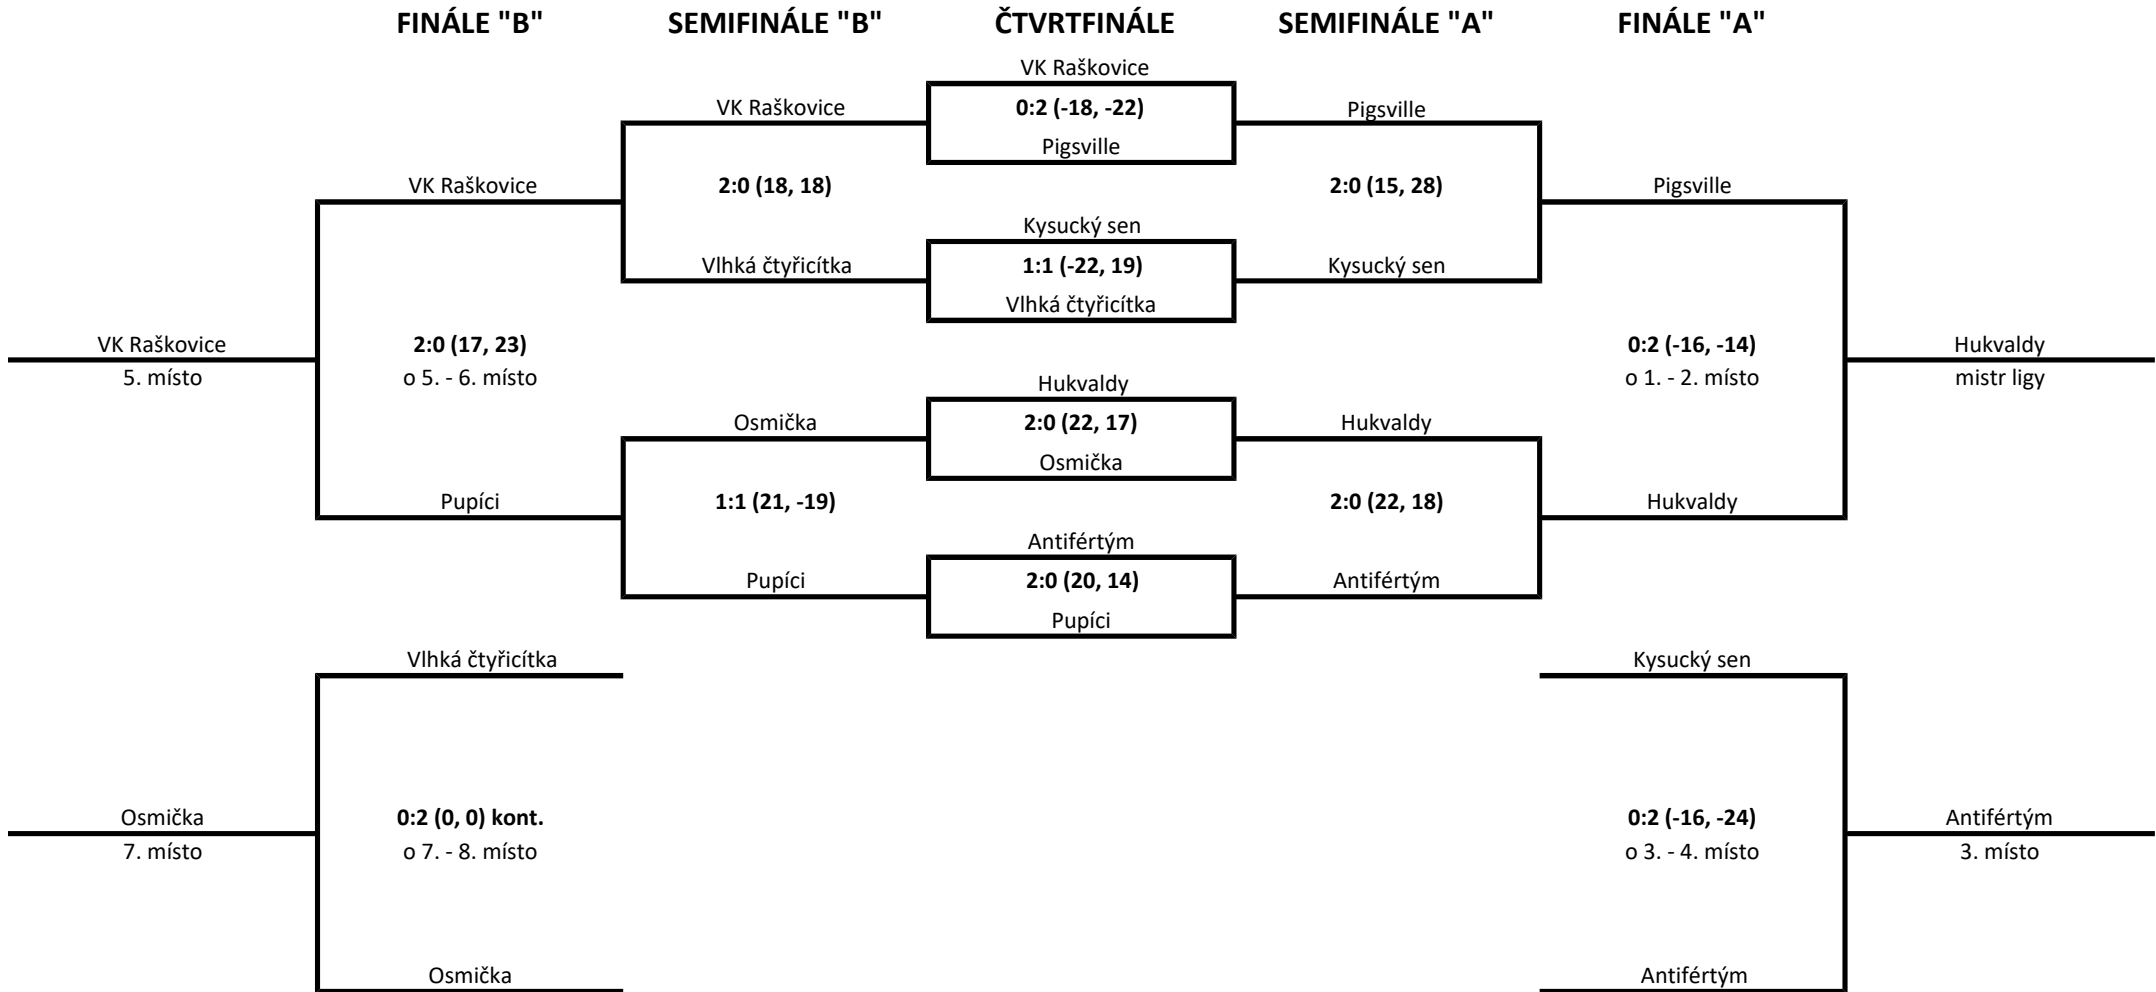 FINÁLE "B" SEMIFINÁLE "B" ČTVRTFINÁLE SEMIFINÁLE "A" FINÁLE "A"
VK Raškovice
VK Raškovice 0:2 (-18, -22) Pigsville
Pigsville
VK Raškovice 2:0 (18, 18) 2:0 (15, 28) Pigsville
Kysucký sen
Vlhká čtyřicítka 1:1 (-22, 19) Kysucký sen
Vlhká čtyřicítka
VK Raškovice 2:0 (17, 23) 0:2 (-16, -14) Hukvaldy
5. místo o 5. - 6. místo Hukvaldy o 1. - 2. místo mistr ligy
Osmička 2:0 (22, 17) Hukvaldy
Osmička
Pupíci 1:1 (21, -19) 2:0 (22, 18) Hukvaldy
Antifértým
Pupíci 2:0 (20, 14) Antifértým
Pupíci
Vlhká čtyřicítka Kysucký sen
Osmička 0:2 (0, 0) kont. 0:2 (-16, -24) Antifértým
7. místo o 7. - 8. místo o 3. - 4. místo 3. místo
Osmička Antifértým